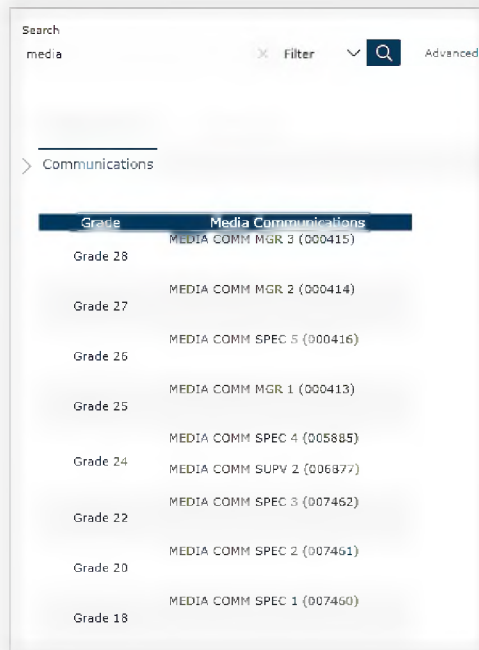 Search
media × Filter Advanced
Communications
Grade Media Communications
MEDIA COMM MGR 3 (000415)
Grade 28
MEDIA COMM MGR 2 (000414)
Grade 27
MEDIA COMM SPEC 5 (000416)
Grade 26
MEDIA COMM MGR 1 (000413)
Grade 25
MEDIA COMM SPEC 4 (005885)
Grade 24
MEDIA COMM SUPV 2 (006877)
MEDIA COMM SPEC 3 (007462)
Grade 22
MEDIA COMM SPEC 2 (007461)
Grade 20
MEDIA COMM SPEC 1 (007460)
Grade 18